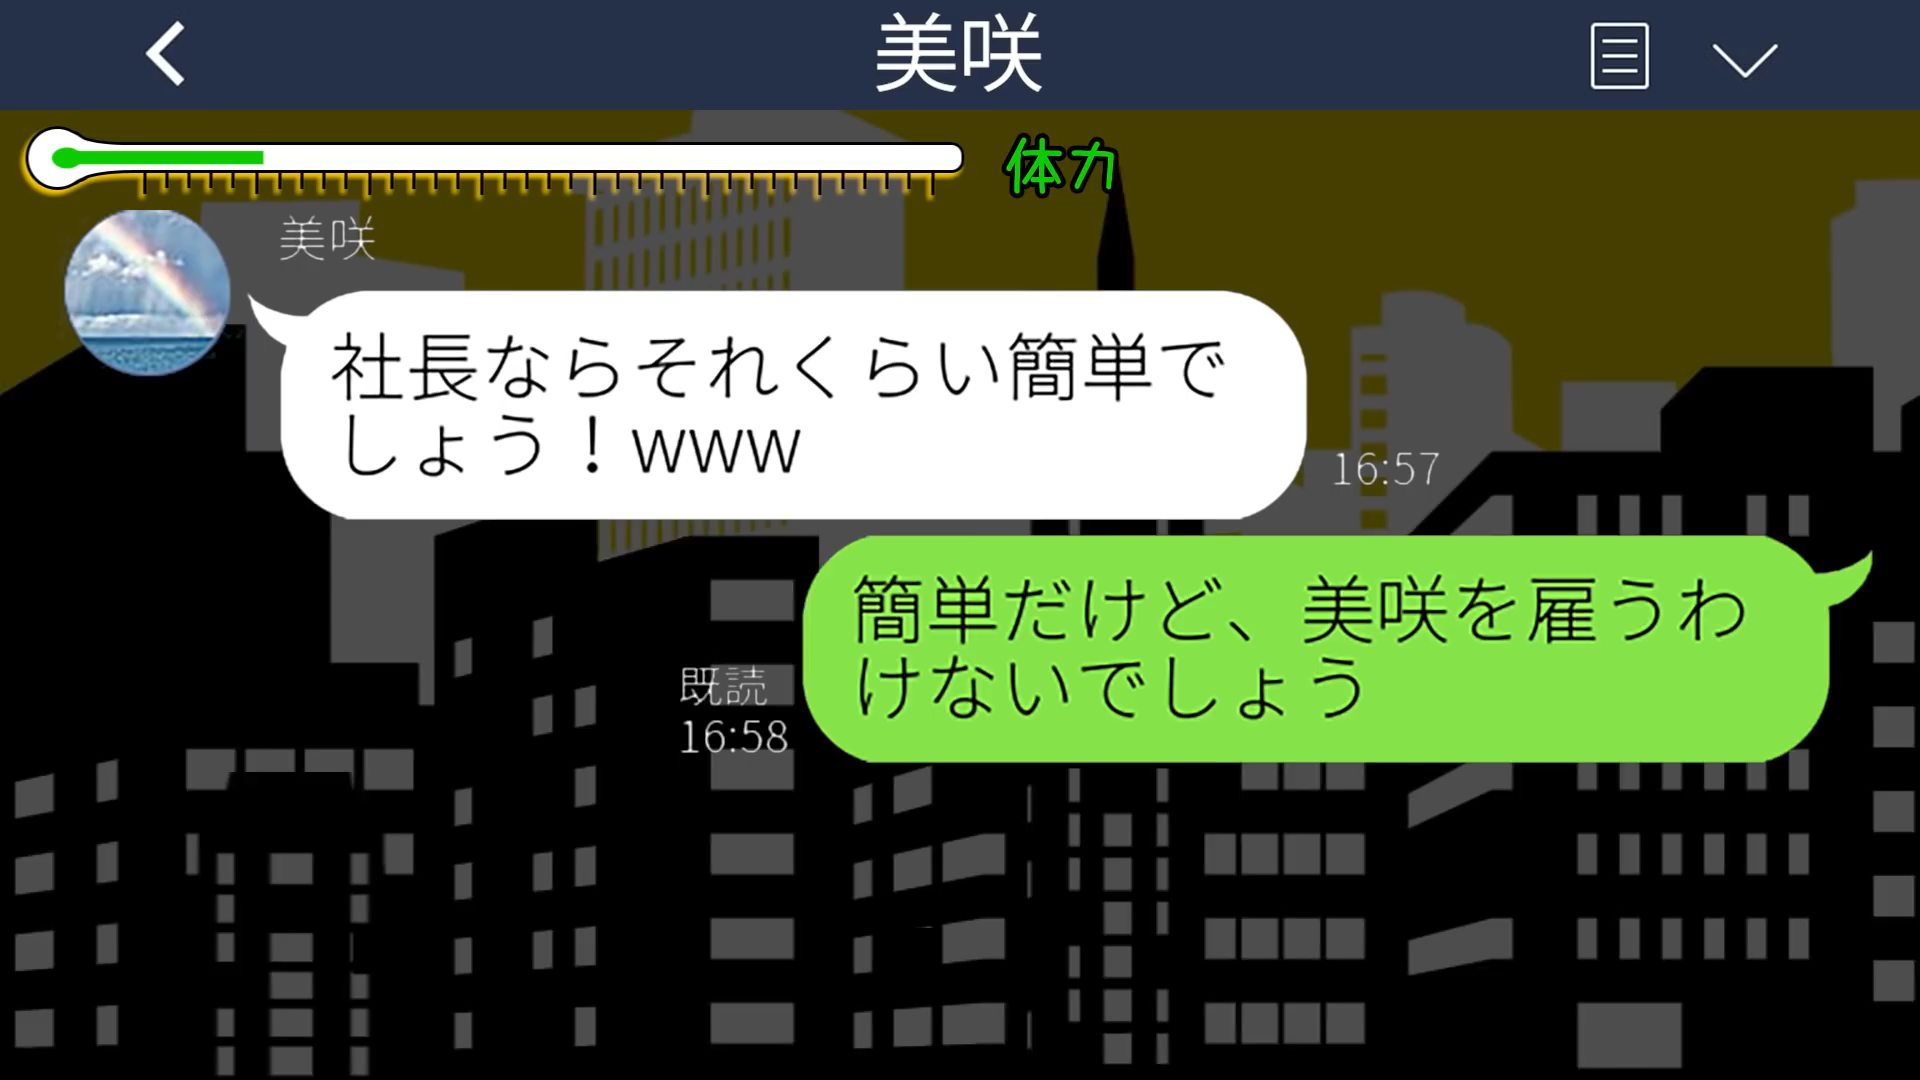 美咲
体力
美咲
社長ならそれくらい簡単で
しょう！www
16:57
簡単だけど、美咲を雇うわ
けないでしょう
既読
16:58